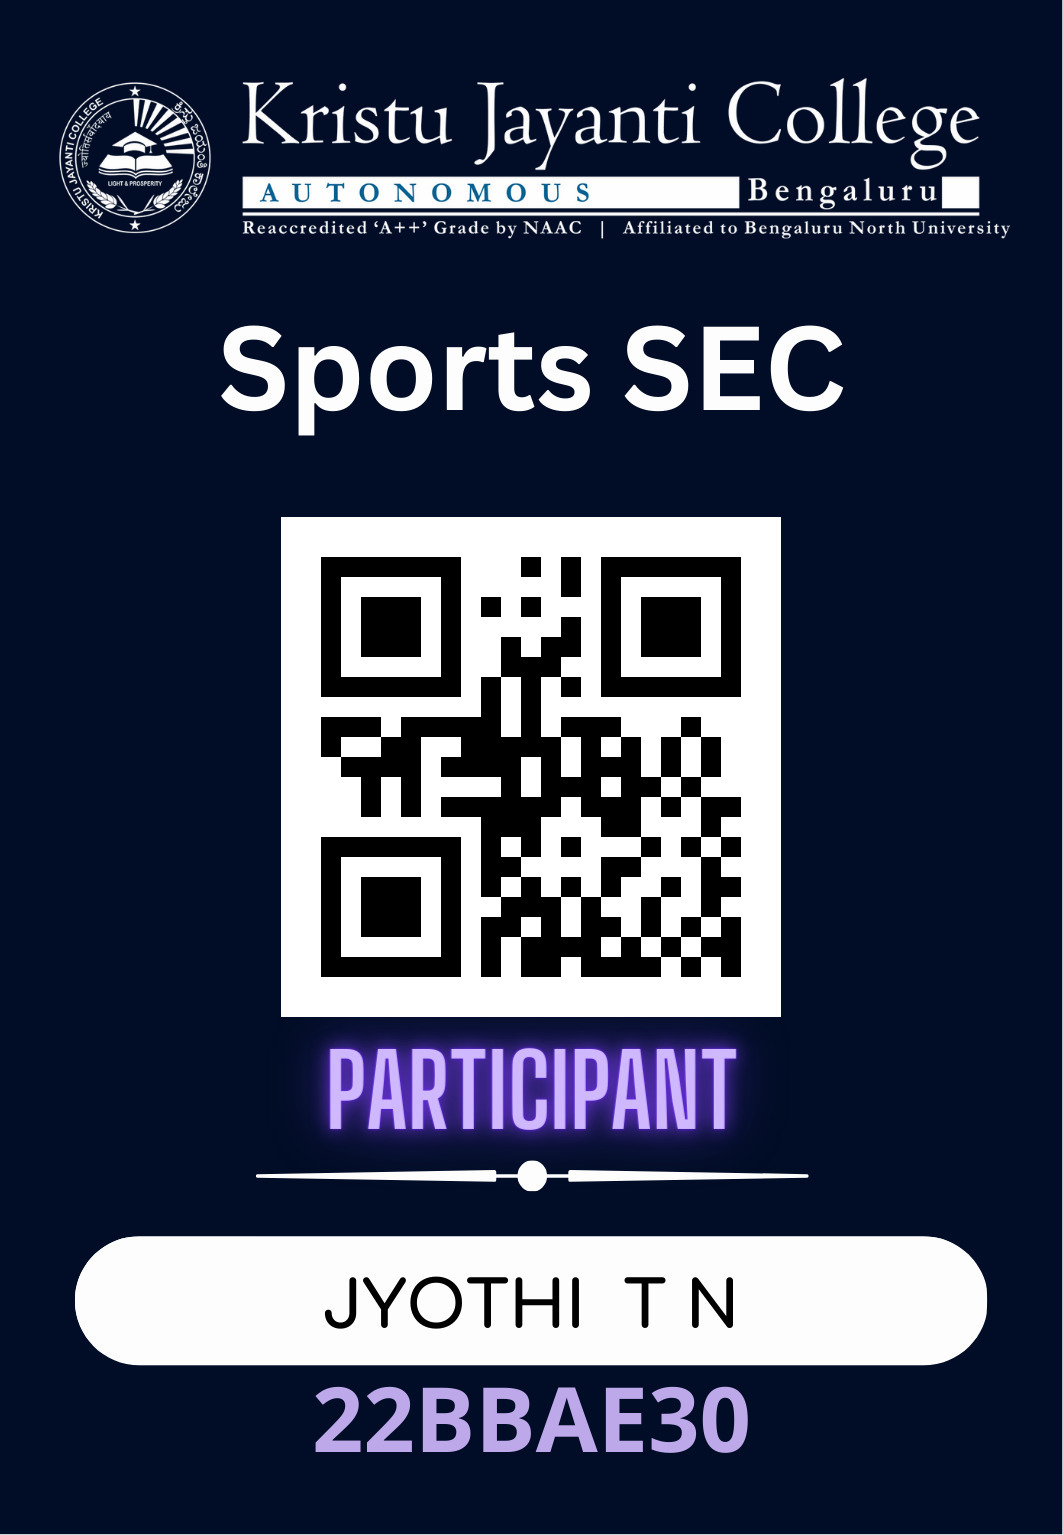 Kristu Jayanti College
AUTONOMOUS Bengaluru
Reaccredited ‘A++’ Grade by NAAC | Affiliated to Bengaluru North University
KRISTU JAYANTI COLLEGE
LIGHT & PROSPERITY
Sports SEC
PARTICIPANT
JYOTHI T N
22BBAE30